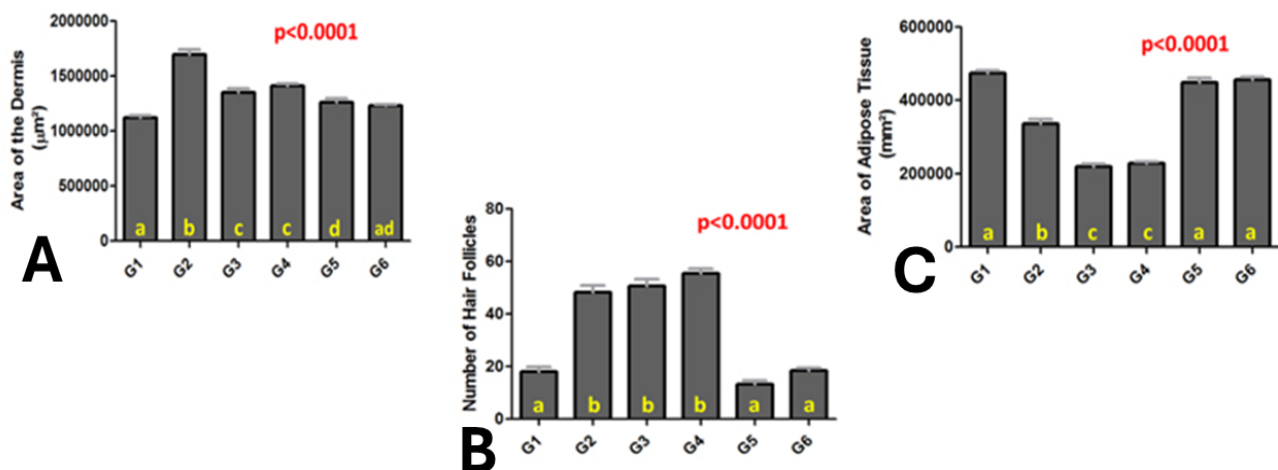 2000000
1500000
1000000
500000
0
Area of the Dermis
(µm²)
p<0.0001
a b c c d ad
G1 G2 G3 G4 G5 G6
A
80
60
40
20
0
Number of Hair Follicles
p<0.0001
a b b b a a
G1 G2 G3 G4 G5 G6
B
600000
400000
200000
0
Area of Adipose Tissue
(mm²)
p<0.0001
a b c c a a
G1 G2 G3 G4 G5 G6
C